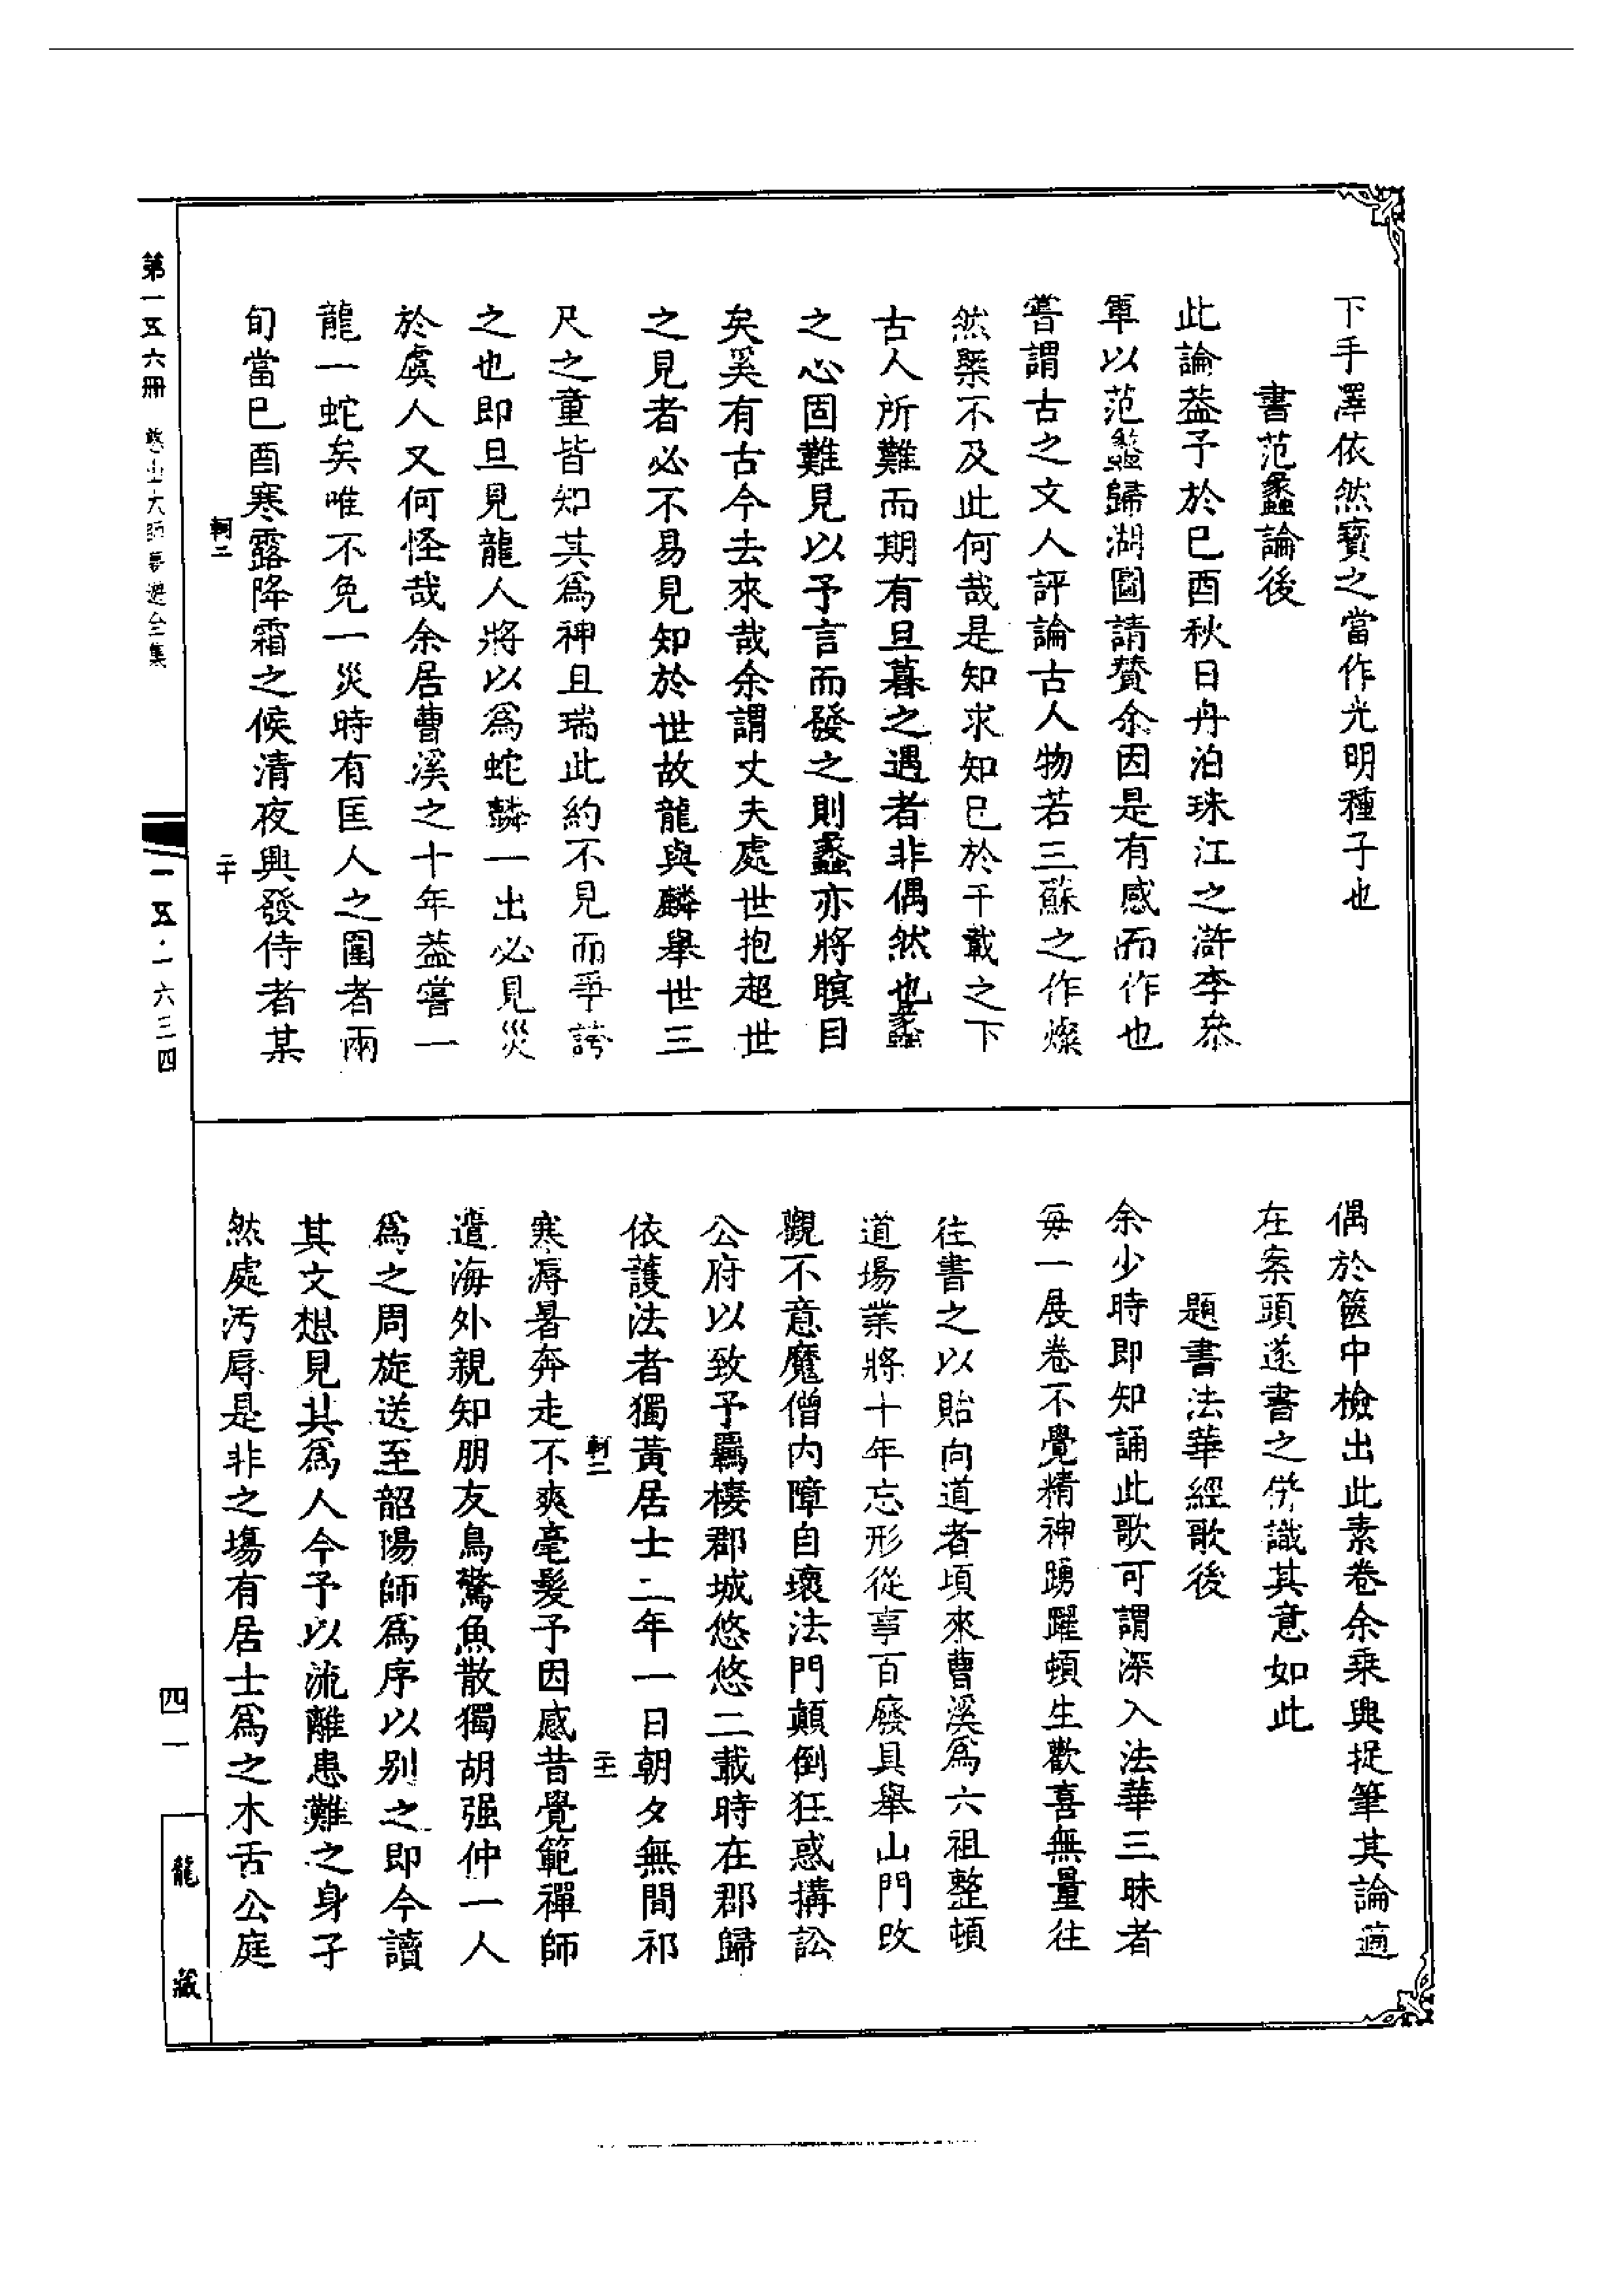 下手澤依然寶之當作光明種子也
書范蠡論後
此論葢予於巳酉秋日舟泊珠江之滸李叅
軍以范蠡歸湖圖請贊余因是有感而作也
嘗謂古之文人評論古人物若三蘇之作燦
然槩不及此何哉是知求知巳於千載之下
古人所難而期有旦暮之遇者非偶然也蠡
之心固難見以予言而發之則蠡亦將瞑目
矣奚有古今去來哉余謂丈夫處世抱超世
之見者必不易見知於世故龍與麟舉世三
尺之童皆知其爲神且瑞此約不見而爭誇
之也即旦見龍人將以爲蛇麟一出必見災
於虞人又何怪哉余居曹溪之十年葢嘗一
龍一蛇矣唯不免一災時有匡人之圍者兩
旬當巳酉寒露降霜之候清夜興發侍者某
軻二
二十
偶於篋中檢出此素卷余乘興捉筆其論適
在案頭遂書之併識其意如此
題書法華經歌後
余少時即知誦此歌可謂深入法華三昧者
毎一展卷不覺精神踴躍頓生歡喜無量往
往書之以貽向道者頃來曹溪爲六祖整頓
道場業將十年忘形從事百廢具舉山門改
觀不意魔僧内障自壞法門顛倒狂惑搆訟
公府以致予羈棲郡城悠悠二載時在郡歸
依護法者獨黃居士二年一日朝夕無間祁
軻二
二十一
寒溽暑奔走不爽毫髮予因感昔覺範禪師
遣海外親知朋友鳥驚魚散獨胡强仲一人
爲之周旋送至韶陽師爲序以别之即今讀
其文想見其爲人今予以流離患難之身孑
然處汚辱是非之塲有居士爲之木舌公庭
第一五六冊
憨山大師夢遊全集
一五·一六三四
四一
龍藏